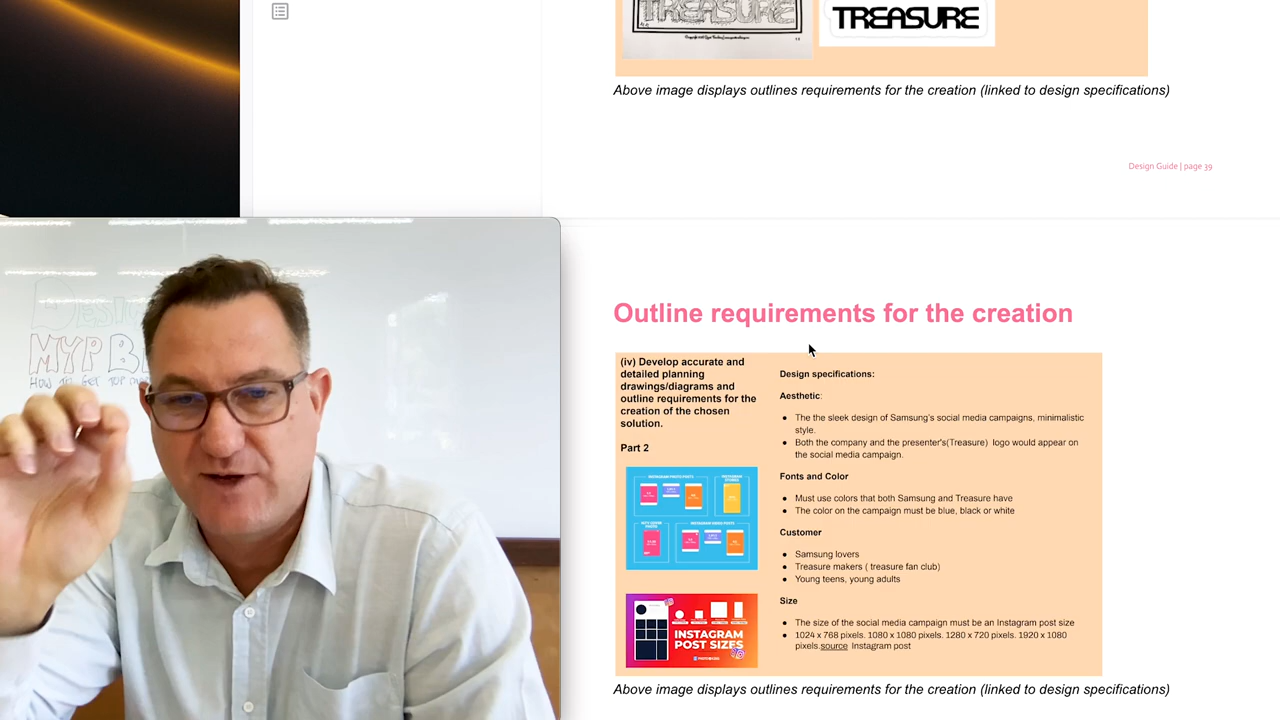 TREASURE
TREASURE
Above image displays outlines requirements for the creation (linked to design specifications)
Design Guide | page 39
Design
MYP
How to get top
Outline requirements for the creation
(iv) Develop accurate and
detailed planning
drawings/diagrams and
outline requirements for the
creation of the chosen
solution.
Part 2
INSTAGRAM
POST SIZES
Design specifications:
Aesthetic:
● The the sleek design of Samsung's social media campaigns, minimalistic
style.
● Both the company and the presenter's(Treasure) logo would appear on
the social media campaign.
Fonts and Color
● Must use colors that both Samsung and Treasure have
● The color on the campaign must be blue, black or white
Customer
● Samsung lovers
● Treasure makers ( treasure fan club)
● Young teens, young adults
Size
● The size of the social media campaign must be an Instagram post size
● 1024 x 768 pixels. 1080 x 1080 pixels. 1280 x 720 pixels. 1920 x 1080
pixels.source Instagram post
Above image displays outlines requirements for the creation (linked to design specifications)